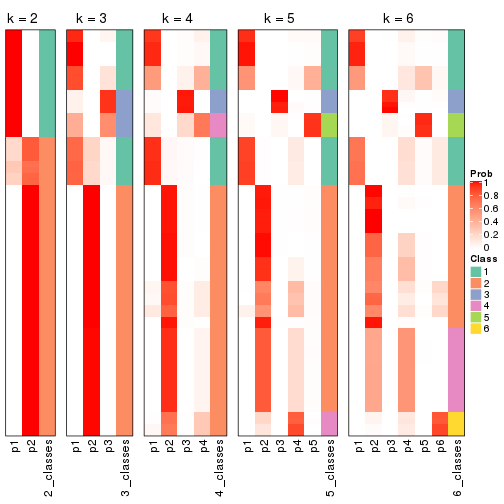 k = 2
k = 3
k = 4
k = 5
k = 6
p1
p2
2_classes
p1
p2
p3
3_classes
p1
p2
p3
p4
4_classes
p1
p2
p3
p4
p5
5_classes
p1
p2
p3
p4
p5
p6
6_classes
Prob
1
0.8
0.6
0.4
0.2
0
Class
1
2
3
4
5
6